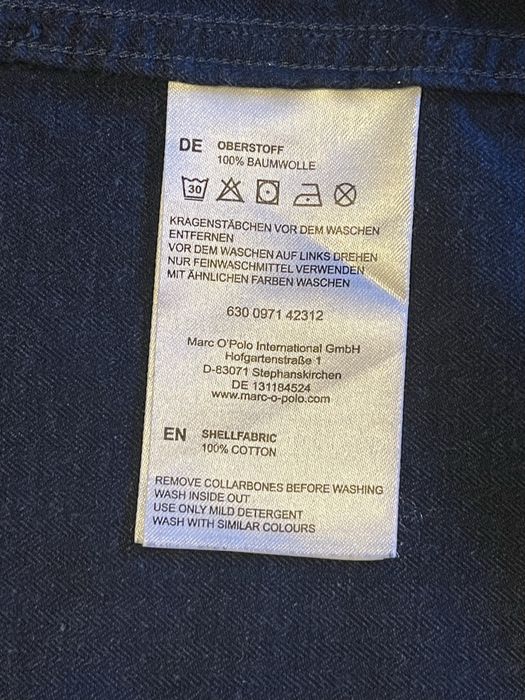 DE OBERSTOFF
100% BAUMWOLLE
30
KRAGENSTÄBCHEN VOR DEM WASCHEN
ENTFERNEN
VOR DEM WASCHEN AUF LINKS DREHEN
NUR FEINWASCHMITTEL VERWENDEN
MIT ÄHNLICHEN FARBEN WASCHEN
630 0971 42312
Marc O'Polo International GmbH
Hofgartenstraße 1
D-83071 Stephanskirchen
DE 131184524
www.marc-o-polo.com
EN SHELLFABRIC
100% COTTON
REMOVE COLLARBONES BEFORE WASHING
WASH INSIDE OUT
USE ONLY MILD DETERGENT
WASH WITH SIMILAR COLOURS